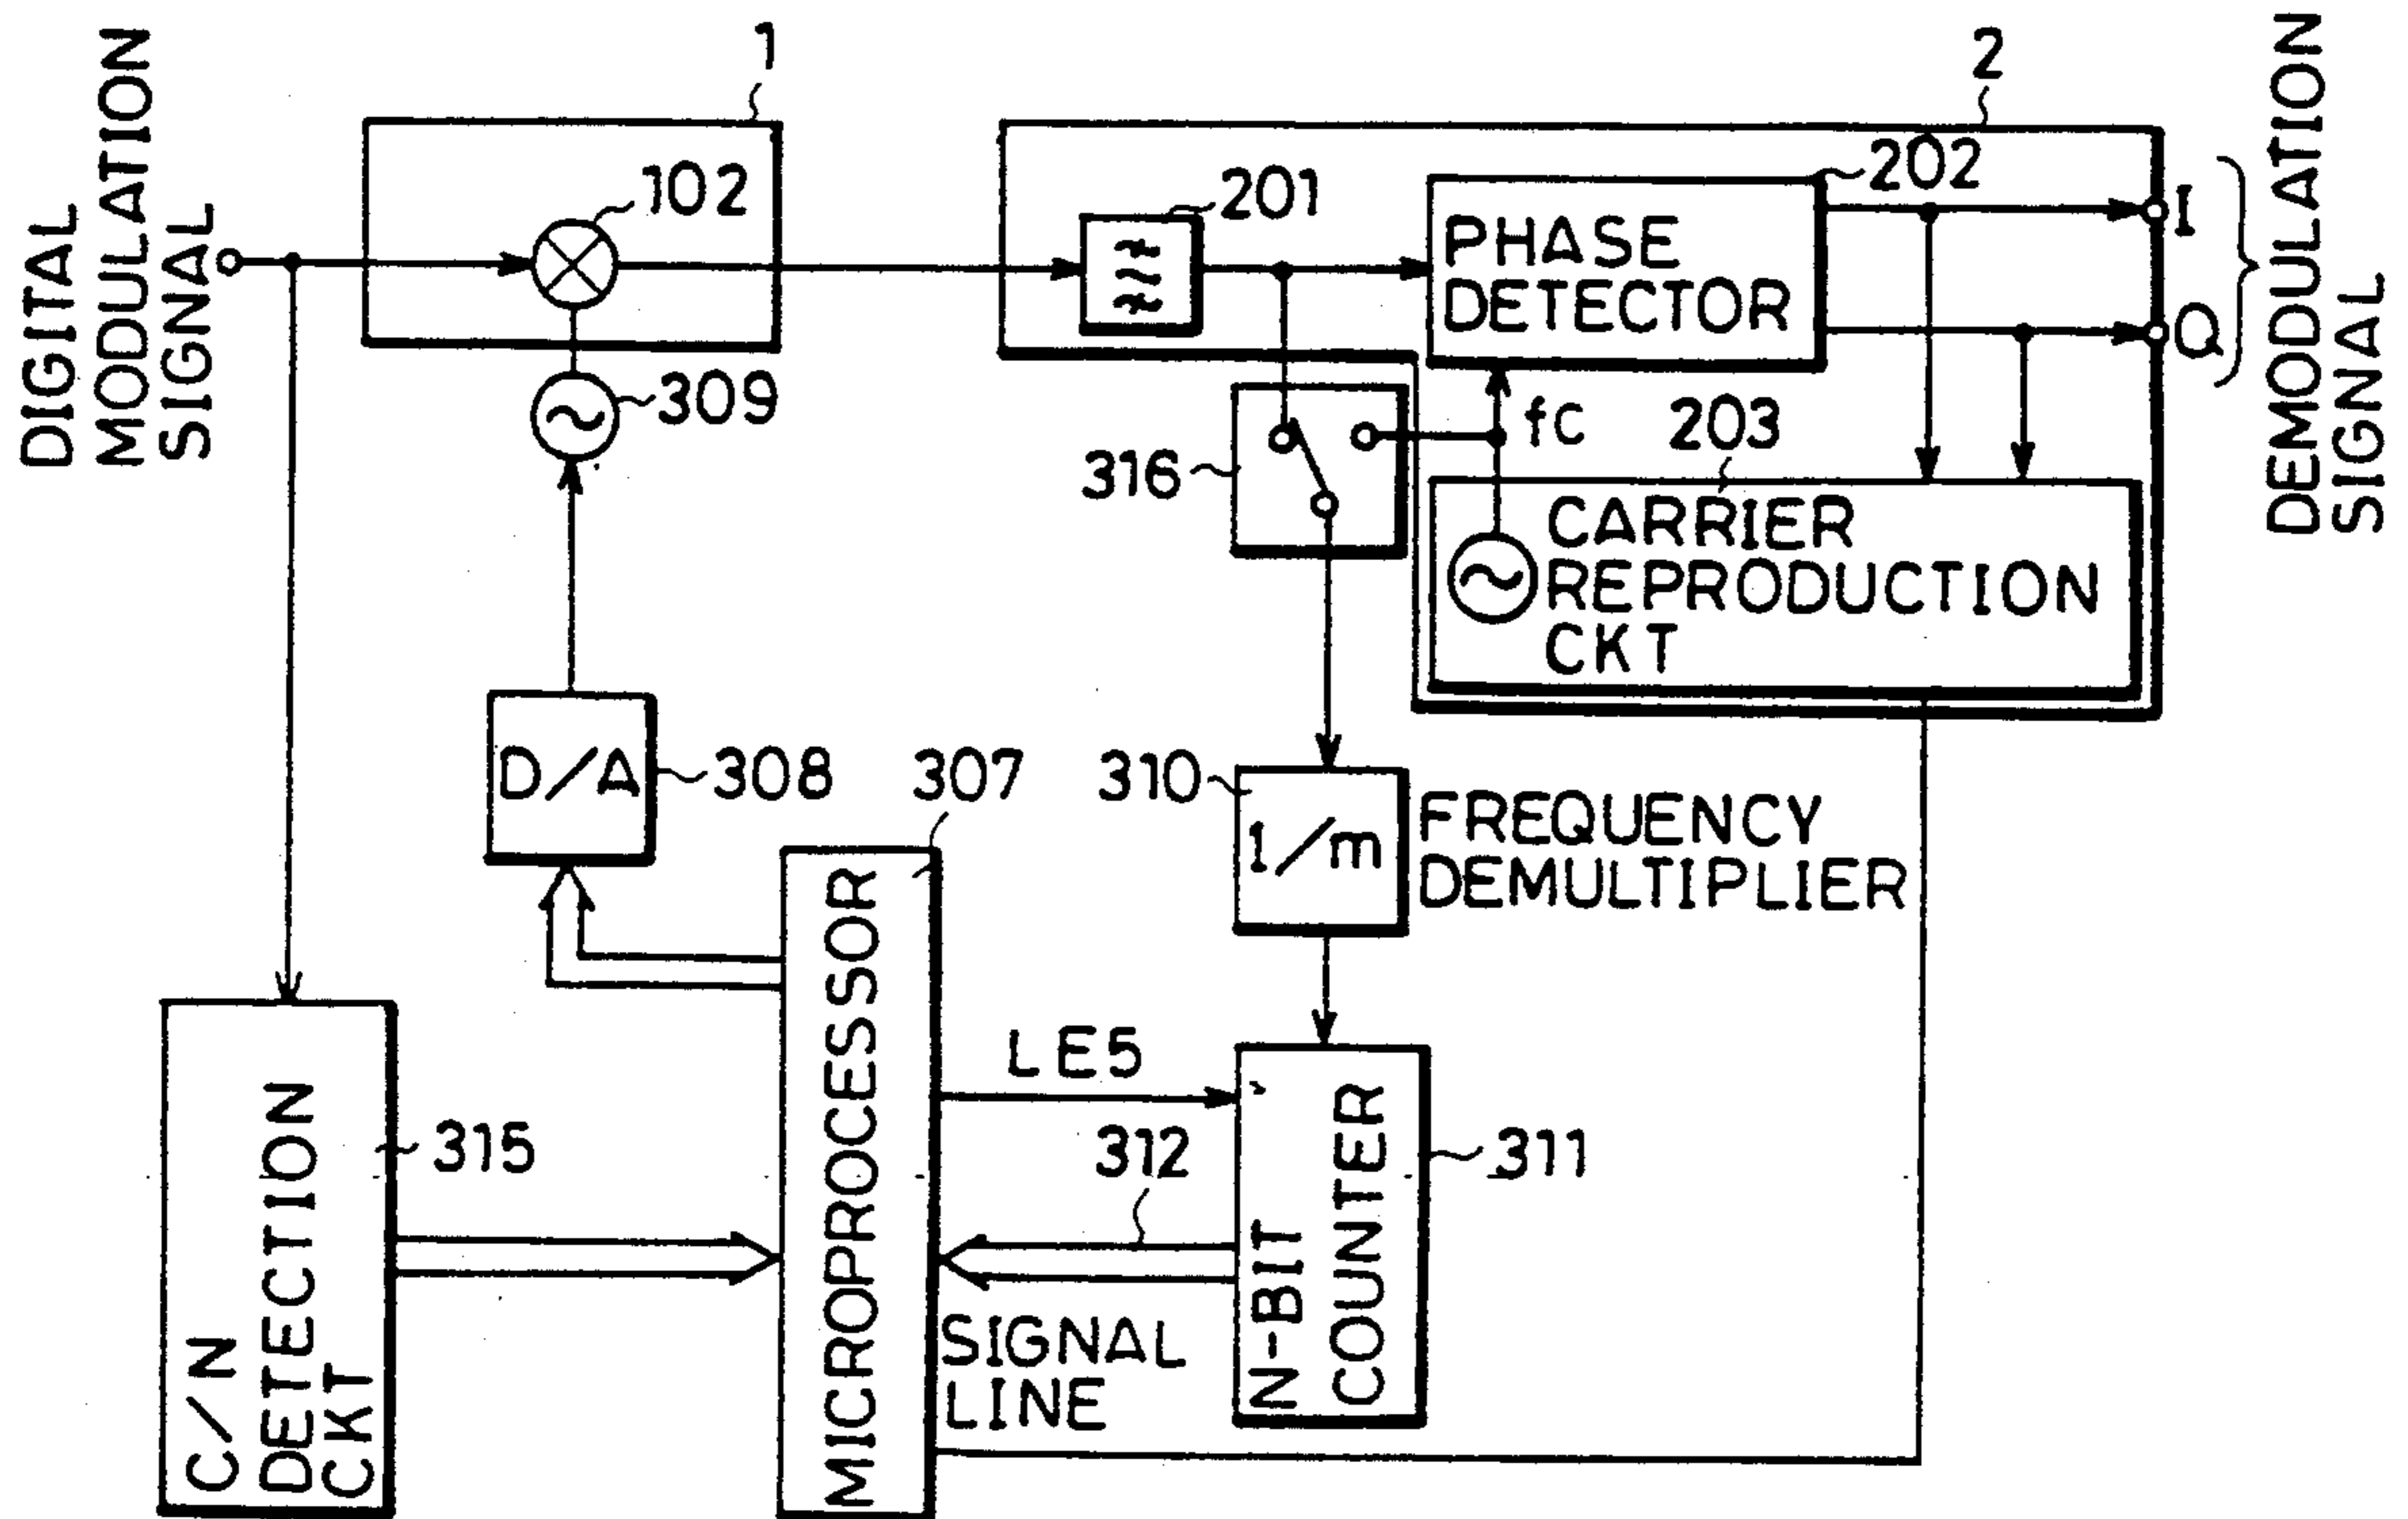 DIGITAL
MODULATION
SIGNAL
1
102
309
2
201
202
PHASE
DETECTOR
I
Q
DEMODULATION
SIGNAL
fC
203
316
CARRIER
REPRODUCTION
CKT
D/A
308
307
310
1/m
FREQUENCY
DEMULTIPLIER
MICROPROCESSOR
LE5
312
311
N-BIT
COUNTER
SIGNAL
LINE
C/N
DETECTION
CKT
315